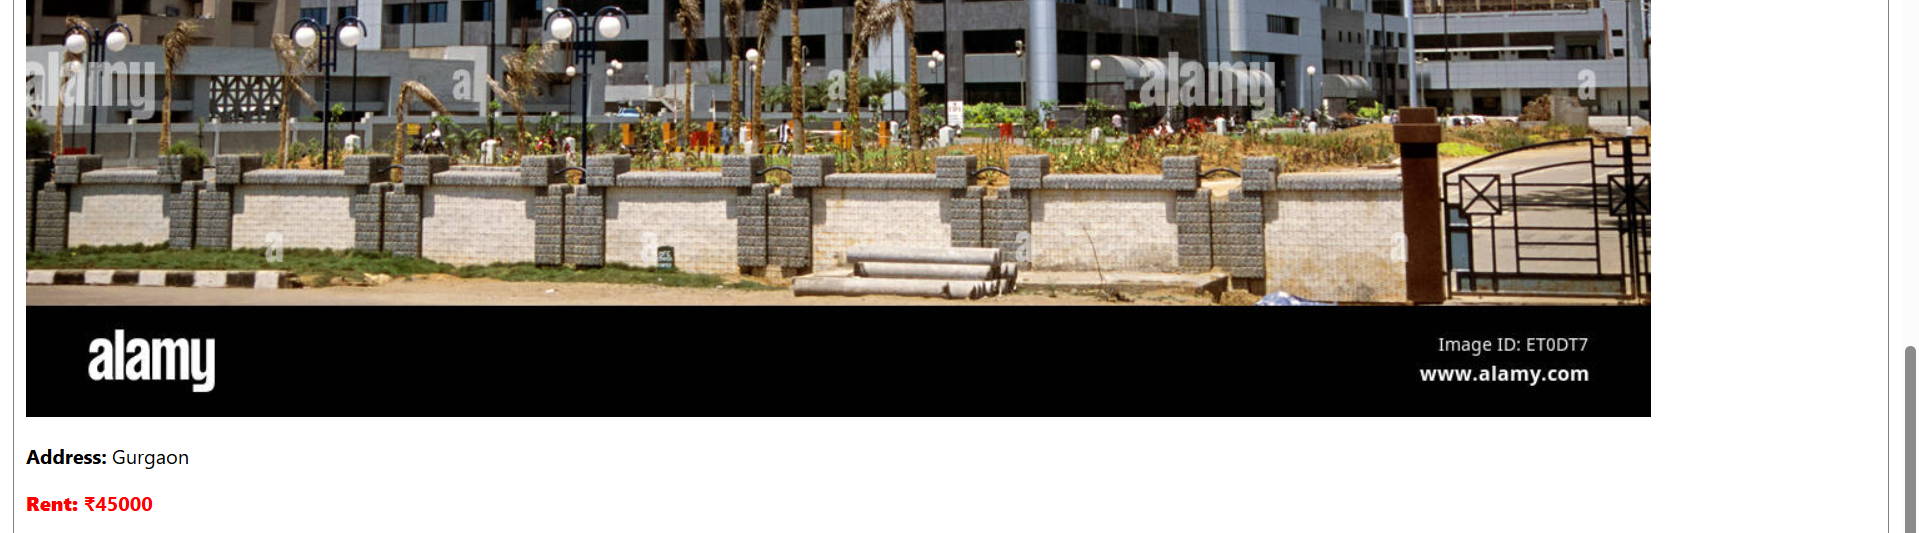 alamy
a
a
alamy
a
a
a
a
a
alamy
Image ID: ET0DT7
www.alamy.com
Address: Gurgaon
Rent: ₹45000